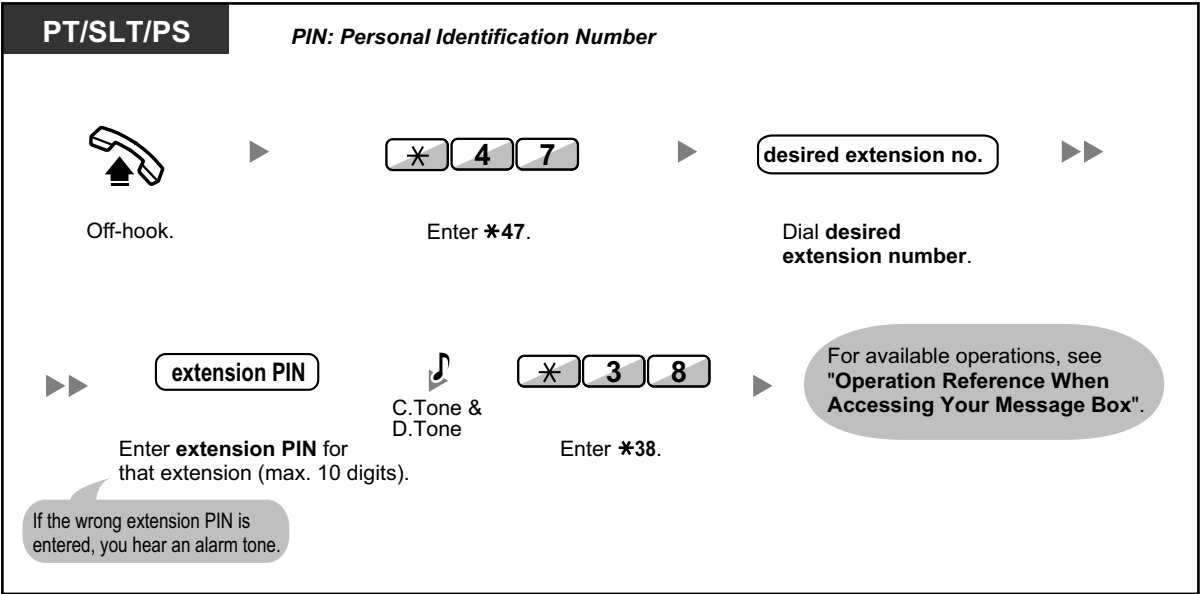 PT/SLT/PS
PIN: Personal Identification Number
* 4 7
desired extension no.
Off-hook.
Enter *47.
Dial desired
extension number.
extension PIN
* 3 8
C.Tone &
D.Tone
Enter extension PIN for
that extension (max. 10 digits).
Enter *38.
For available operations, see
"Operation Reference When
Accessing Your Message Box".
If the wrong extension PIN is
entered, you hear an alarm tone.